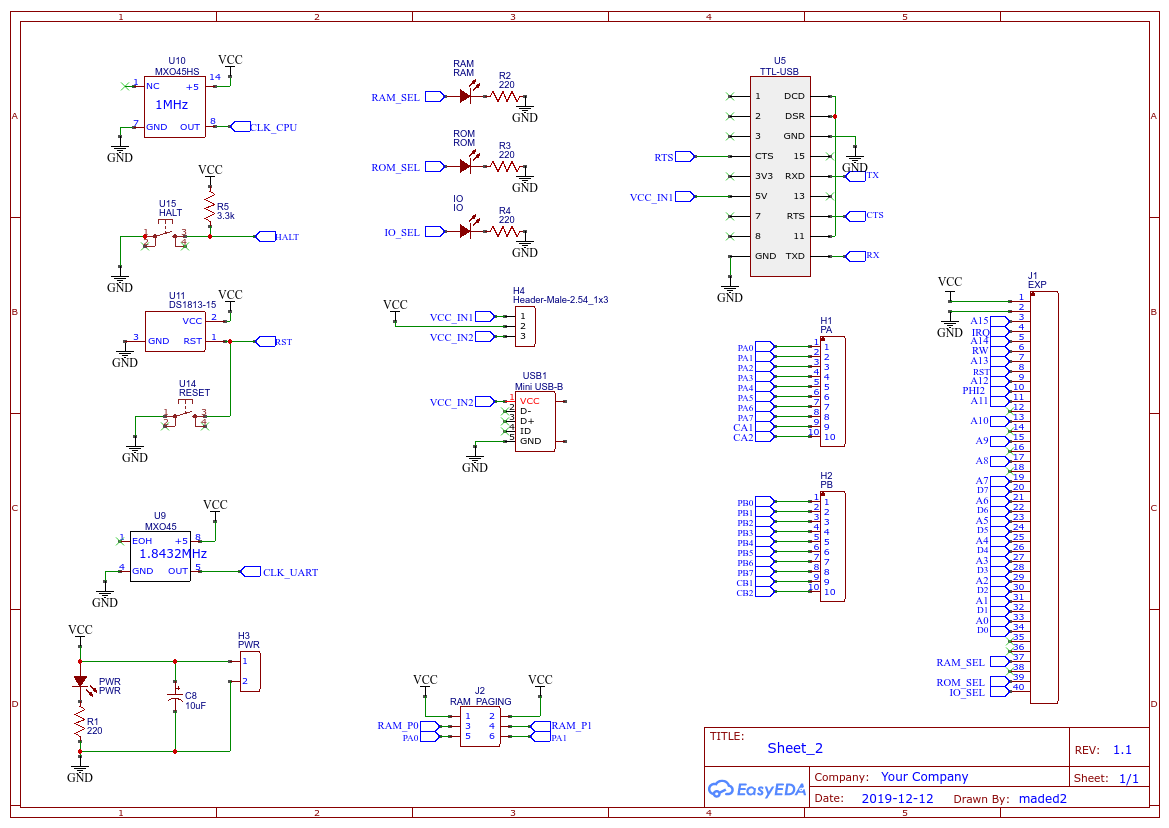 1 2 3 4 5
A
B
C
D
U10
MXO45HS
VCC
1 NC +5 14
1MHz
7 GND OUT 8
CLK_CPU
GND
VCC
R5
3.3k
U15
HALT
1 3
2 4
HALT
GND
U11
DS1813-15
VCC
VCC 2
3 GND RST 1
RST
GND
U14
RESET
1 3
2 4
GND
U9
MXO45
VCC
1 EOH +5 8
1.8432MHz
4 GND OUT 5
CLK_UART
GND
VCC
H3
PWR
1
2
PWR
PWR
C8
10uF
R1
220
GND
RAM
RAM
R2
220
RAM_SEL
GND
ROM
ROM
R3
220
ROM_SEL
GND
IO
IO
R4
220
IO_SEL
GND
H4
Header-Male-2.54_1x3
VCC
VCC_IN1 1
2
VCC_IN2 3
USB1
Mini USB-B
VCC_IN2 1 VCC
2 D-
3 D+
4 ID
5 GND
GND
J2
RAM_PAGING
VCC VCC
1 2
RAM_P0 3 4 RAM_P1
PA0 5 6 PA1
U5
TTL-USB
1 DCD
2 DSR
3 GND
GND
RTS CTS 15
3V3 RXD TX
VCC_IN1 5V 13
7 RTS CTS
8 11
GND TXD RX
GND
H1
PA
PA0 1 1
PA1 2 2
PA2 3 3
PA3 4 4
PA4 5 5
PA5 6 6
PA6 7 7
PA7 8 8
CA1 9 9
CA2 10 10
H2
PB
PB0 1 1
PB1 2 2
PB2 3 3
PB3 4 4
PB4 5 5
PB5 6 6
PB6 7 7
PB7 8 8
CB1 9 9
CB2 10 10
J1
EXP
VCC
1
2
GND
A15 3
IRQ 4
A14 5
RW 6
A13 7
RST 8
A12 9
PHI2 10
A11 11
12
A10 13
14
A9 15
16
A8 17
18
A7 19
D7 20
A6 21
D6 22
A5 23
D5 24
A4 25
D4 26
A3 27
D3 28
A2 29
D2 30
A1 31
D1 32
A0 33
D0 34
35
36
RAM_SEL 37
38
ROM_SEL 39
IO_SEL 40
TITLE:
Sheet_2
REV: 1.1
EasyEDA
Company: Your Company
Sheet: 1/1
Date: 2019-12-12 Drawn By: maded2
A
B
C
D
1 2 3 4 5